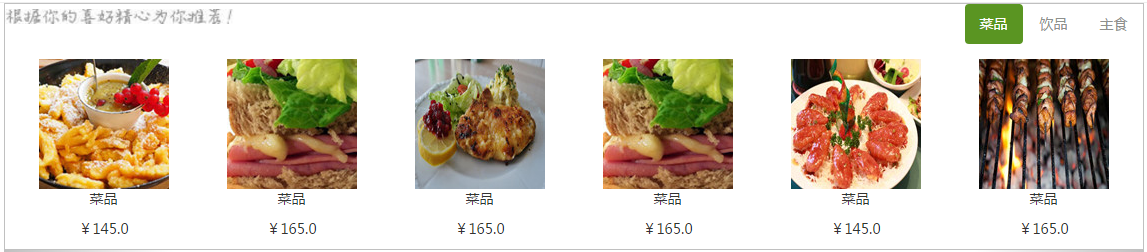 根据你的喜好精心为你推荐！
菜品 饮品 主食
菜品 菜品 菜品 菜品 菜品 菜品
￥145.0 ￥165.0 ￥165.0 ￥165.0 ￥145.0 ￥165.0